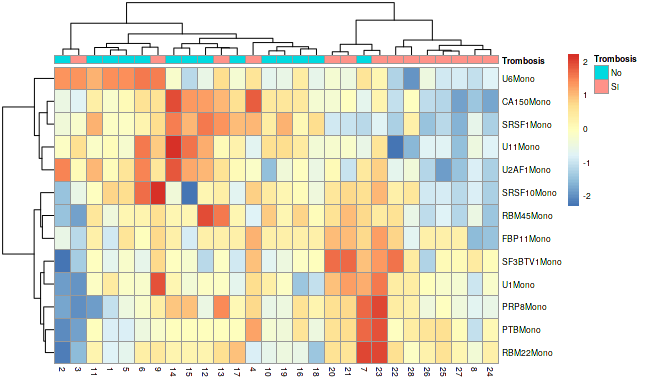 Trombosis
Trombosis
No
SI
U6Mono
CA150Mono
SRSF1Mono
U11Mono
U2AF1Mono
SRSF10Mono
RBM45Mono
FBP11Mono
SF3BTV1Mono
U1Mono
PRP8Mono
PTBMono
RBM22Mono
2
1
0
-1
-2
2 3 11 1 5 6 9 14 15 12 13 17 4 10 19 16 18 20 21 7 23 22 28 26 25 27 8 24